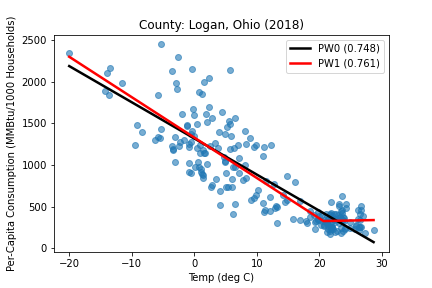 County: Logan, Ohio (2018)
PW0 (0.748)
PW1 (0.761)
Per-Capita Consumption (MMBtu/1000 Households)
2500
2000
1500
1000
500
0
−20
−10
0
10
20
30
Temp (deg C)